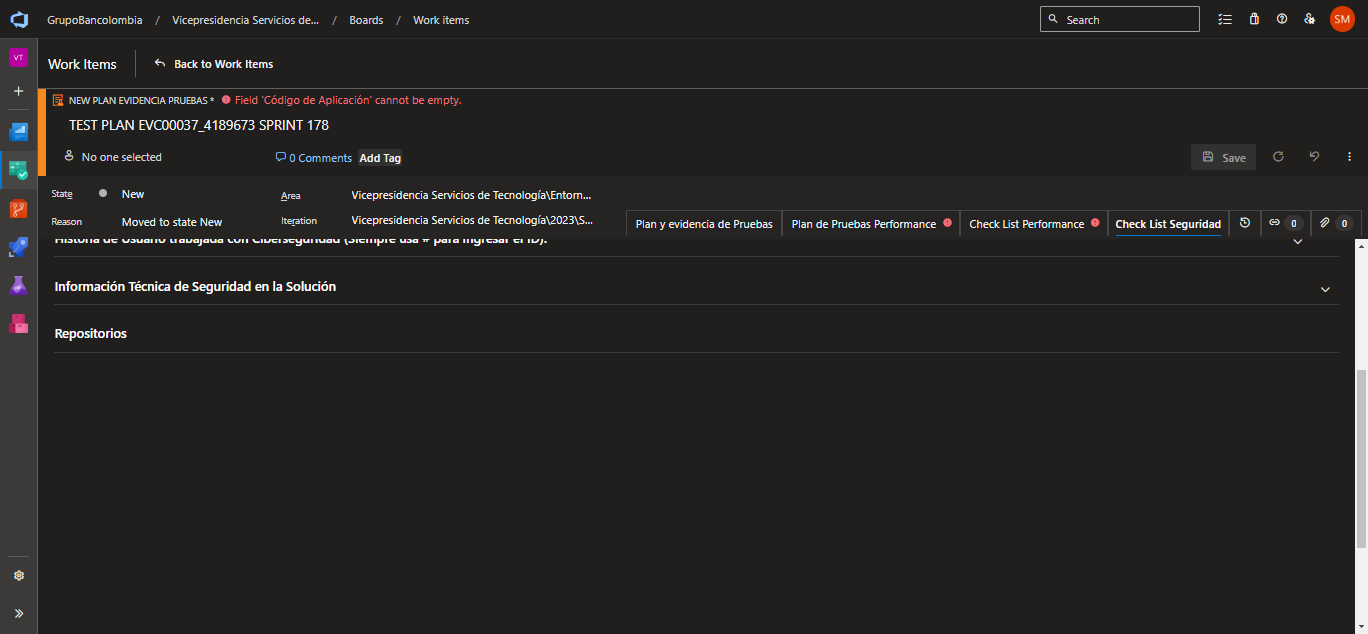 GrupoBancolombia / Vicepresidencia Servicios de... / Boards / Work items
Search
SM
VT
Work Items
Back to Work Items
NEW PLAN EVIDENCIA PRUEBAS * Field 'Código de Aplicación' cannot be empty.
TEST PLAN EVC00037_4189673 SPRINT 178
No one selected
0 Comments
Add Tag
Save
State
New
Area
Vicepresidencia Servicios de Tecnología\Entorn...
Reason
Moved to state New
Iteration
Vicepresidencia Servicios de Tecnología\2023\S...
Plan y evidencia de Pruebas
Plan de Pruebas Performance
Check List Performance
Check List Seguridad
0
0
Historia de Usuario trabajada con Ciberseguridad (Siempre usa # para ingresar el ID):
Información Técnica de Seguridad en la Solución
Repositorios